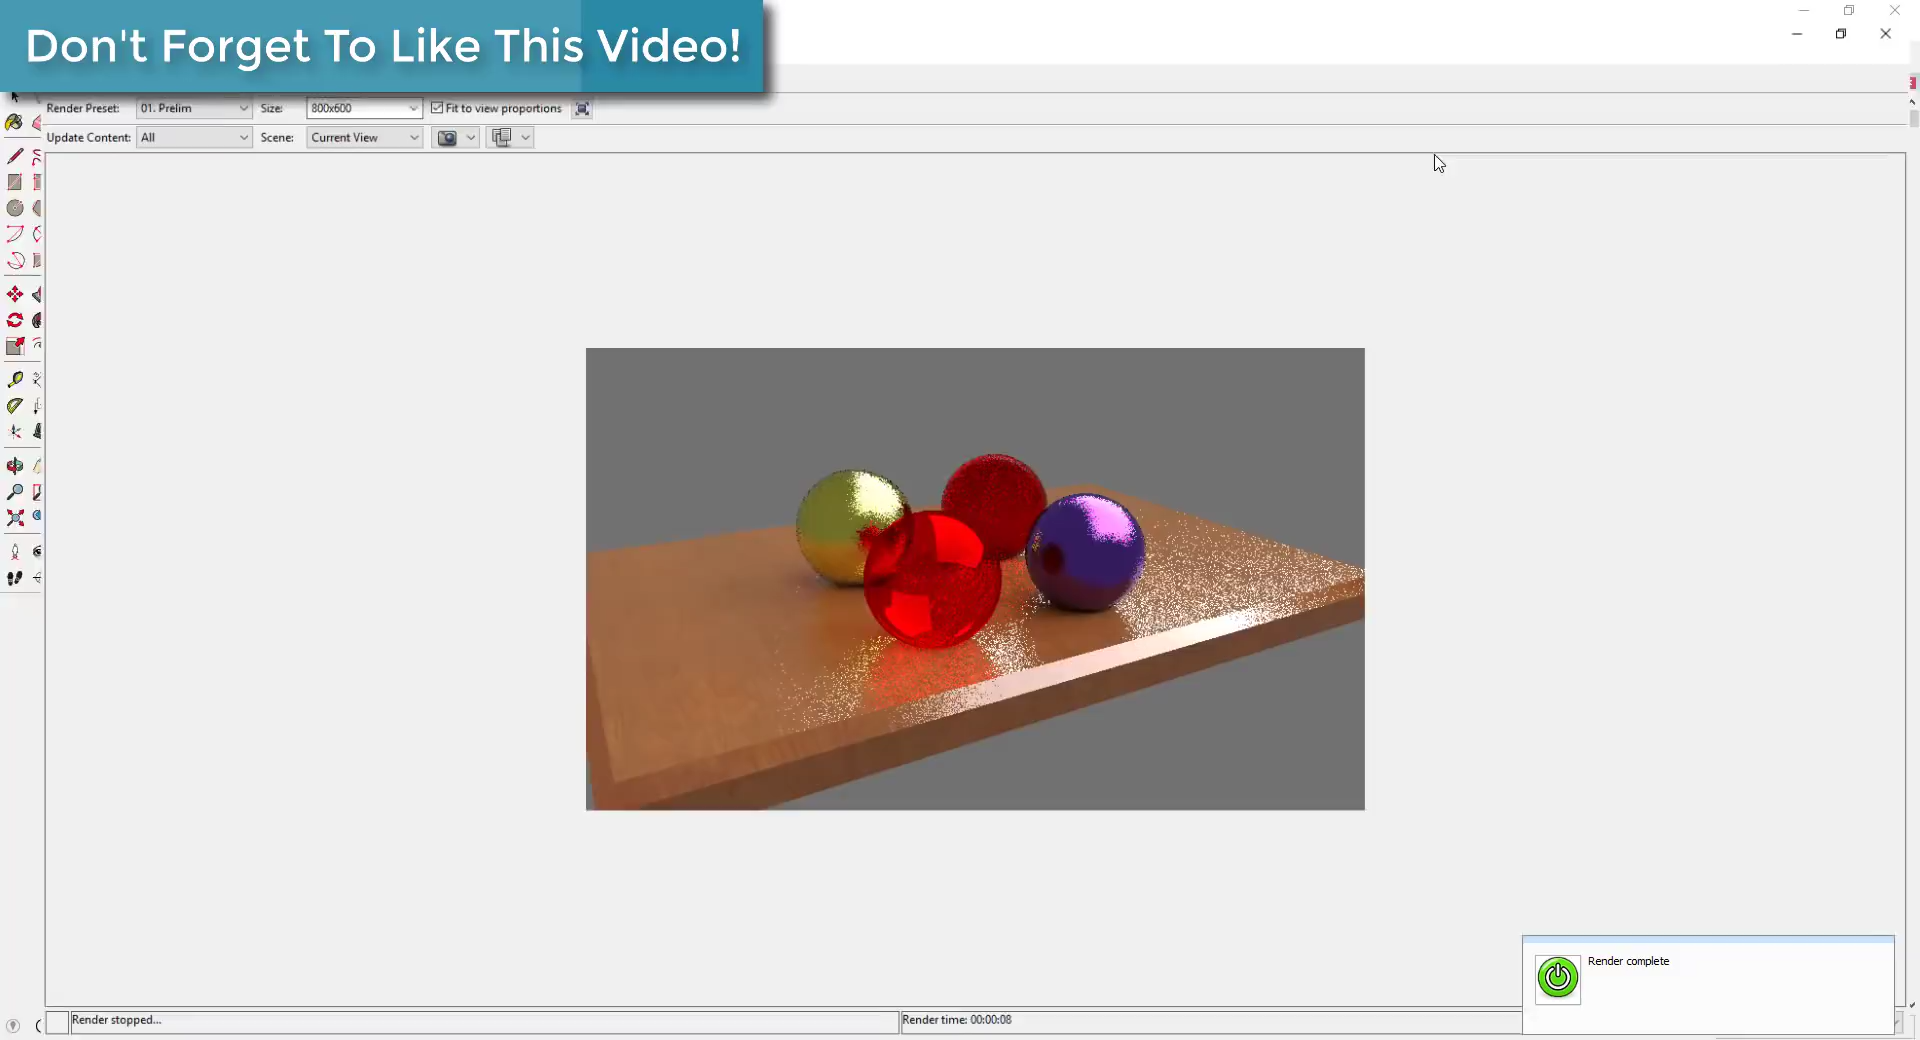 Don't Forget To Like This Video!
Render Preset: 01. Prelim Size: 800x600 Fit to view proportions
Update Content: All Scene: Current View
Render complete
Render stopped... Render time: 00:00:08